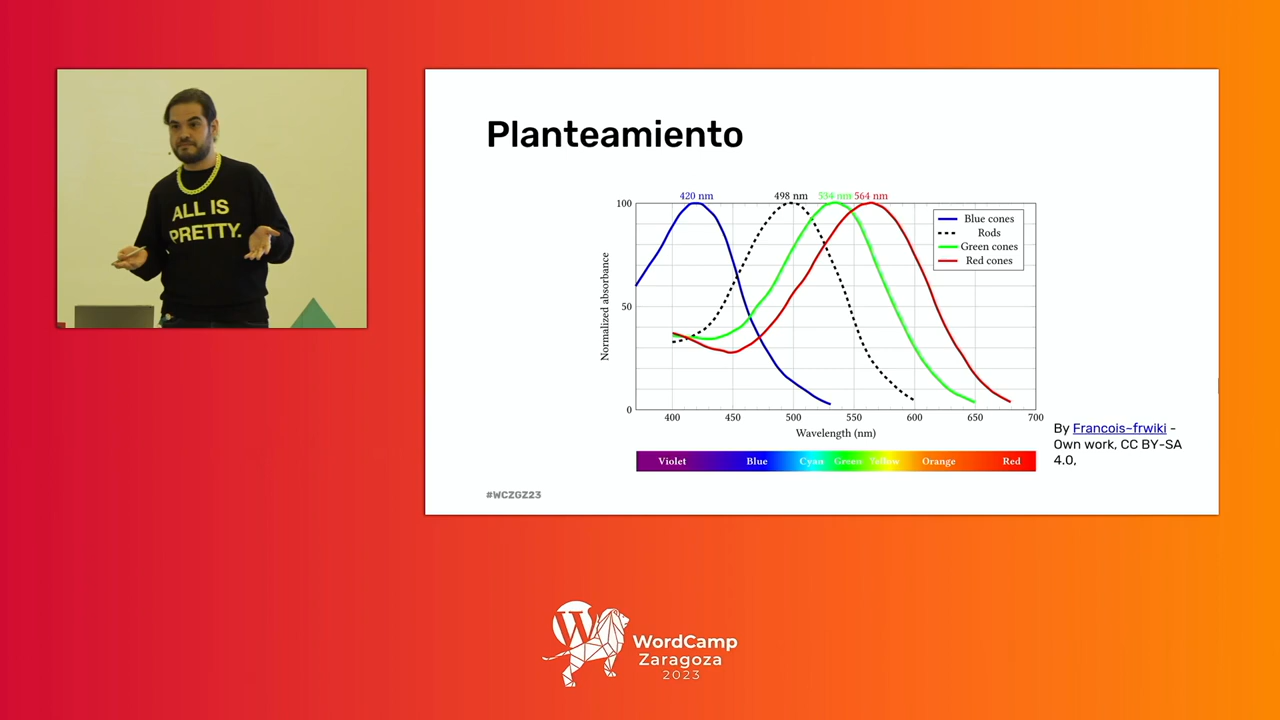 ALL IS
PRETTY.
Planteamiento
420 nm
498 nm
534 nm
564 nm
100
50
0
Normalized absorbance
Blue cones
Rods
Green cones
Red cones
400
450
500
550
600
650
700
Wavelength (nm)
Violet
Blue
Cyan
Green
Yellow
Orange
Red
By Francois-frwiki -
Own work, CC BY-SA
4.0,
#WCZGZ23
W
WordCamp
Zaragoza
2023